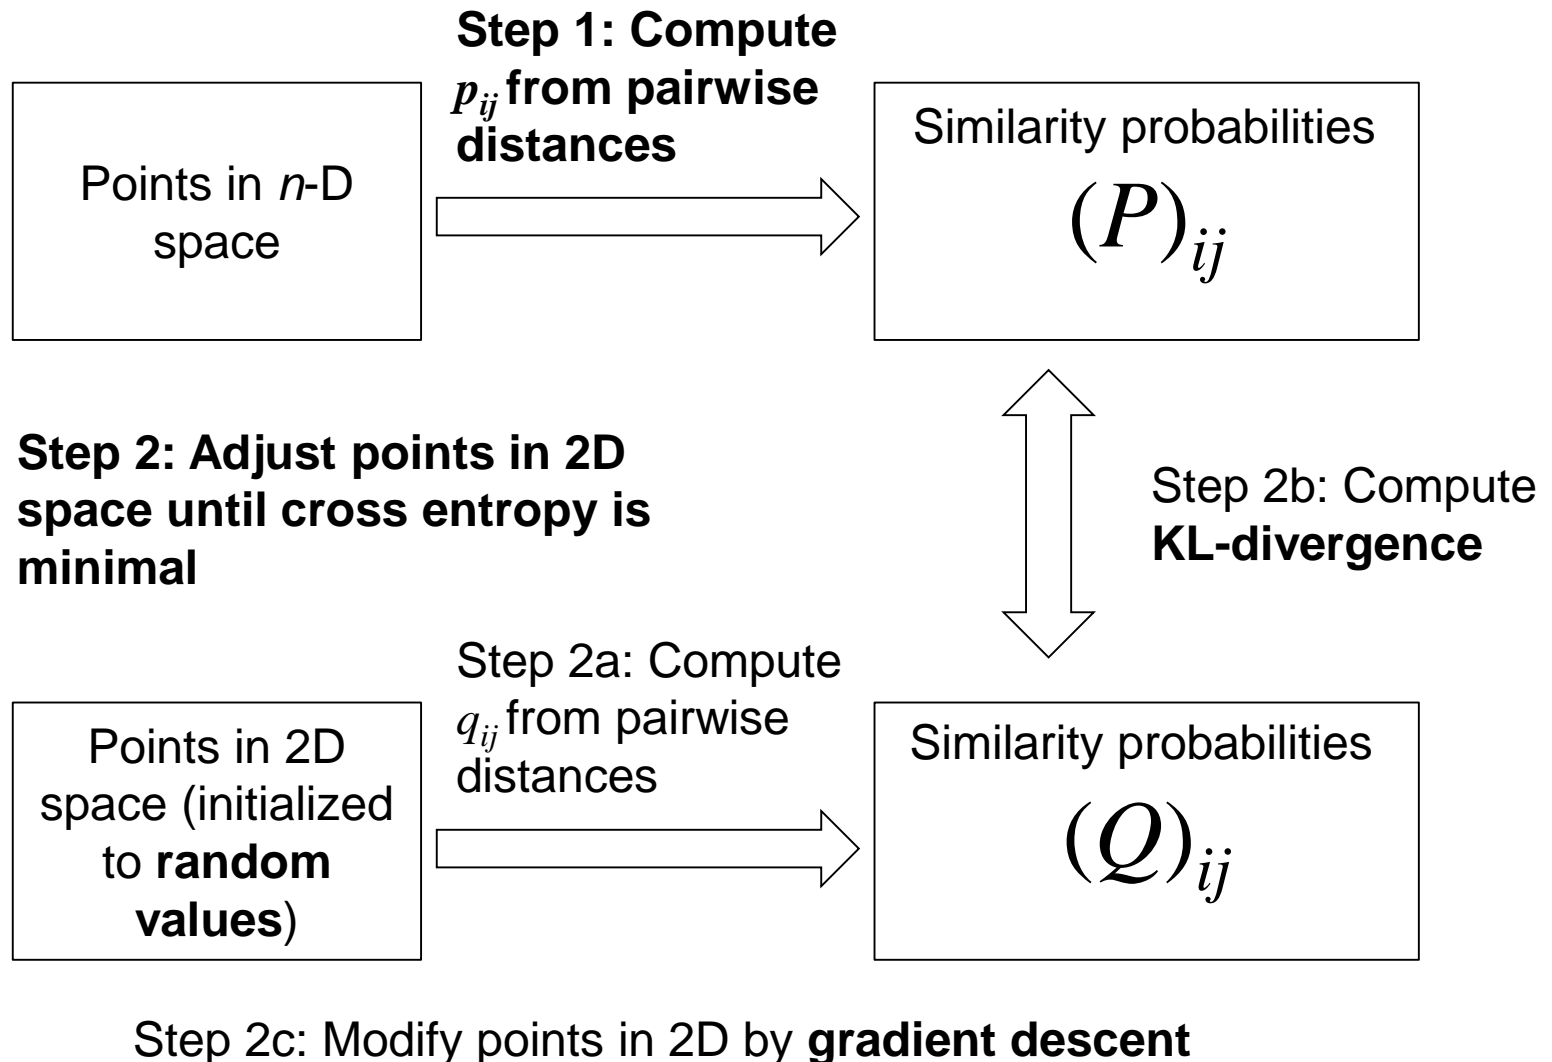 Step 1: Compute
p_ij from pairwise
distances
Points in n-D
space
Similarity probabilities
(P)_ij
Step 2: Adjust points in 2D
space until cross entropy is
minimal
Step 2b: Compute
KL-divergence
Step 2a: Compute
q_ij from pairwise
distances
Points in 2D
space (initialized
to random
values)
Similarity probabilities
(Q)_ij
Step 2c: Modify points in 2D by gradient descent